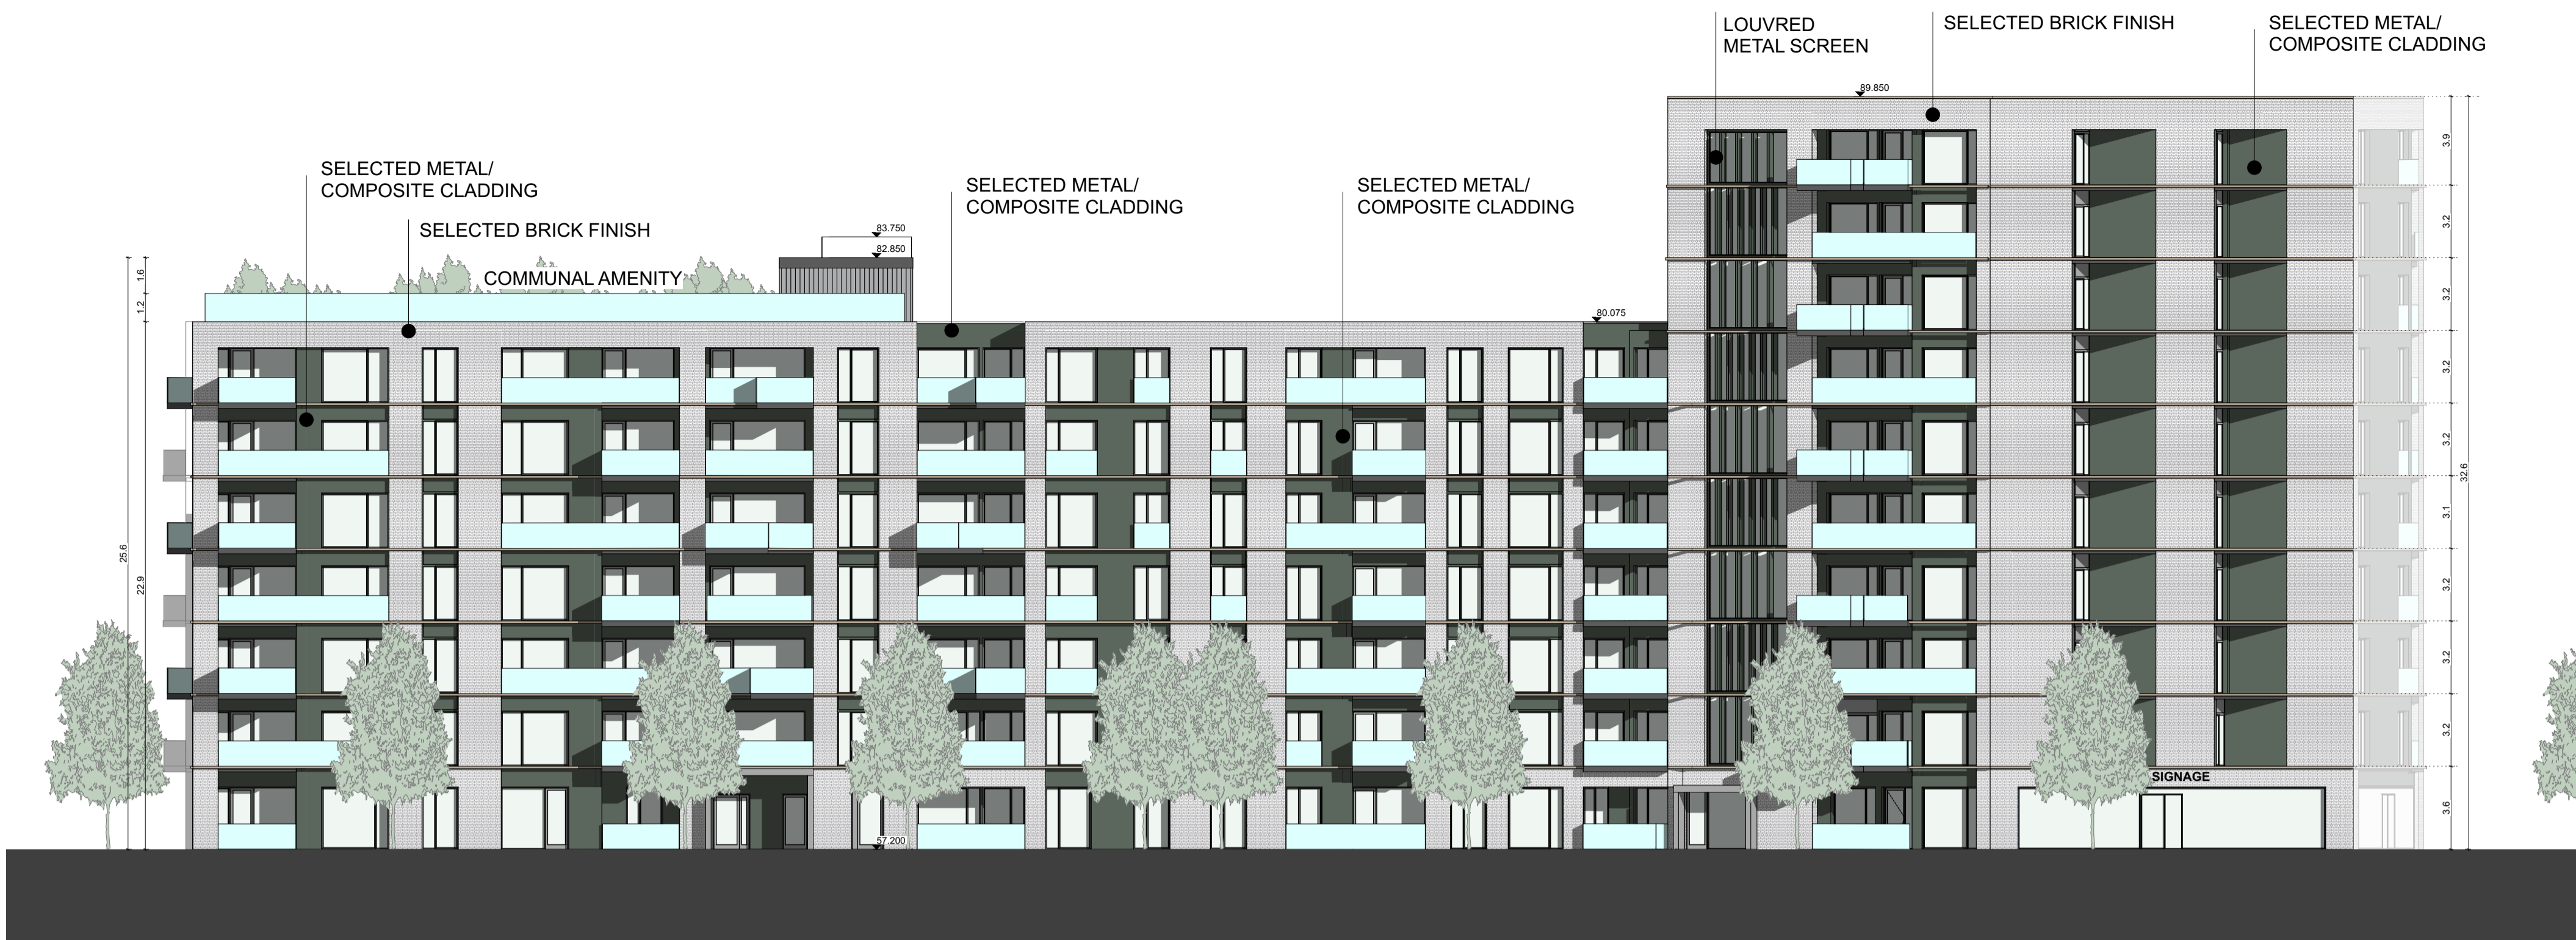 LOUVRED
METAL SCREEN
SELECTED BRICK FINISH
SELECTED METAL/
COMPOSITE CLADDING
89.850
SELECTED METAL/
COMPOSITE CLADDING
SELECTED BRICK FINISH
COMMUNAL AMENITY
83.750
82.850
SELECTED METAL/
COMPOSITE CLADDING
SELECTED METAL/
COMPOSITE CLADDING
80.075
1.6
1.2
25.6
22.9
57.200
SIGNAGE
3.9
3.2
3.2
3.2
3.2
3.1
3.2
3.2
3.2
3.6
32.6